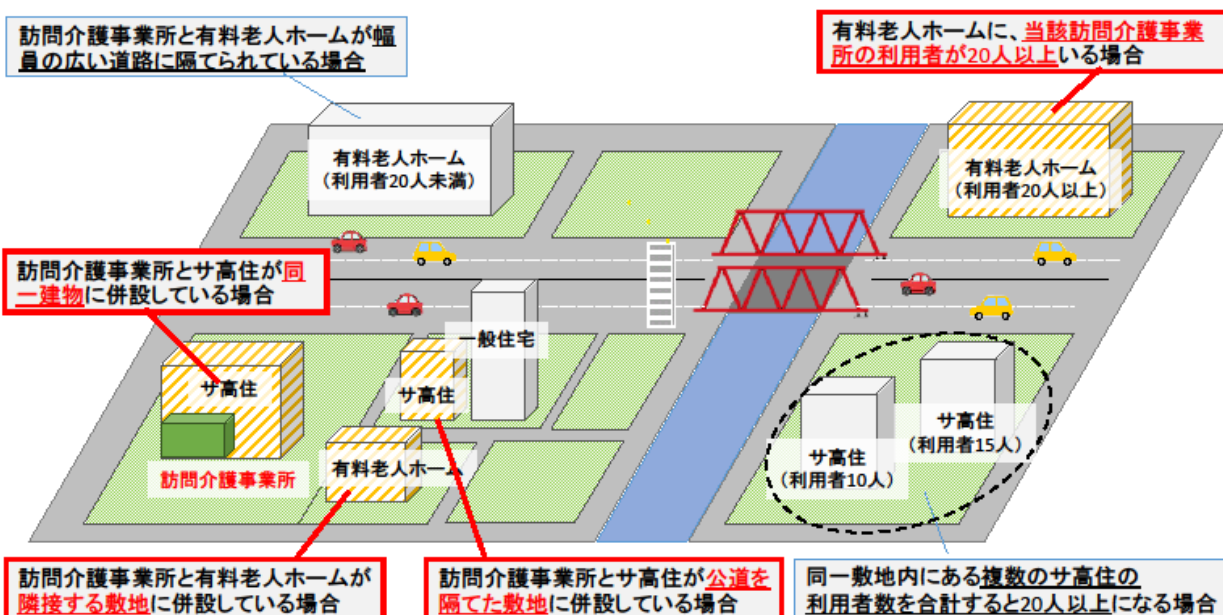 訪問介護事業所と有料老人ホームが幅
員の広い道路に隔てられている場合
有料老人ホームに、当該訪問介護事業
所の利用者が20人以上いる場合
有料老人ホーム
(利用者20人未満)
有料老人ホーム
(利用者20人以上)
訪問介護事業所とサ高住が同
一建物に併設している場合
一般住宅
サ高住
サ高住
訪問介護事業所
有料老人ホーム
サ高住
(利用者15人)
サ高住
(利用者10人)
訪問介護事業所と有料老人ホームが
隣接する敷地に併設している場合
訪問介護事業所とサ高住が公道を
隔てた敷地に併設している場合
同一敷地内にある複数のサ高住の
利用者数を合計すると20人以上になる場合